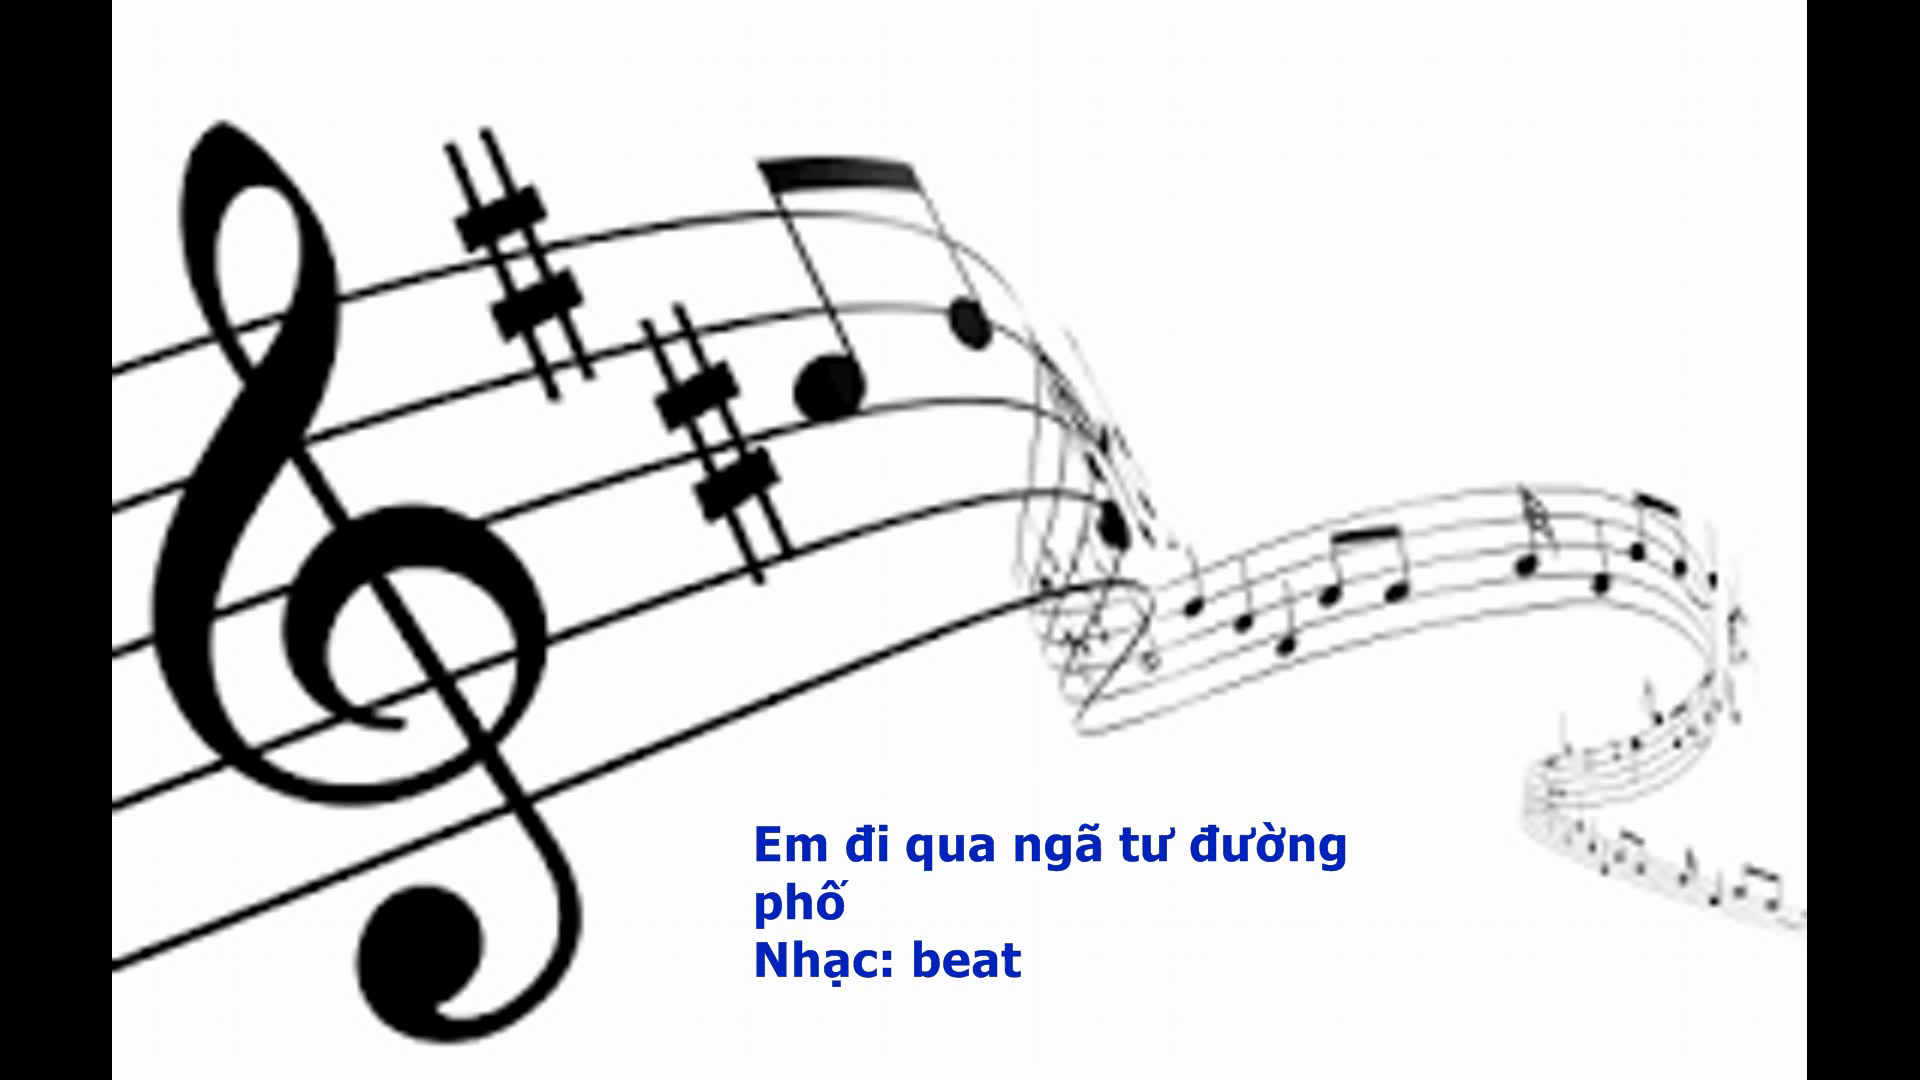 Em đi qua ngã tư đường
phố
Nhạc: beat